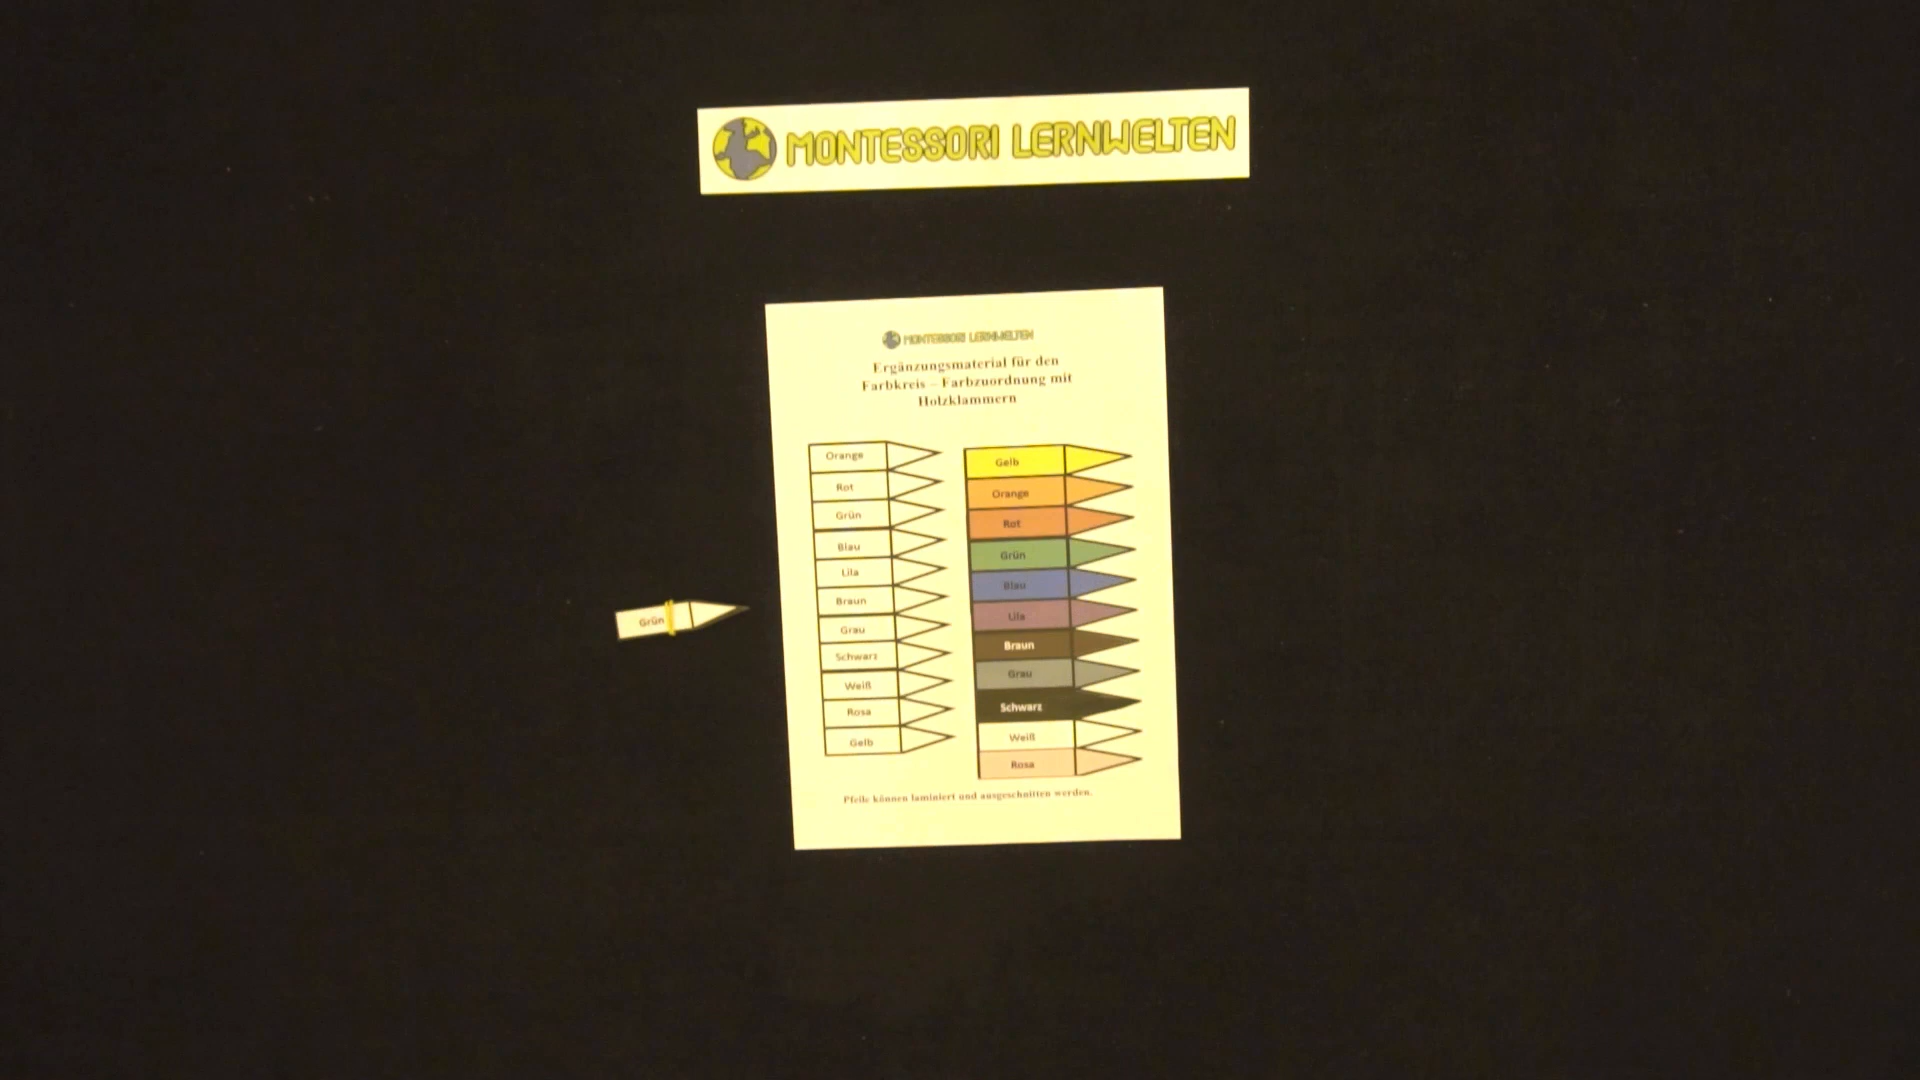 MONTESSORI LERNWELTEN
MONTESSORI LERNWELTEN
Ergänzungsmaterial für den
Farbkreis – Farbzuordnung mit
Holzklammern
Orange
Rot
Grün
Blau
Lila
Braun
Grau
Schwarz
Weiß
Rosa
Gelb
Gelb
Orange
Rot
Grün
Blau
Lila
Braun
Grau
Schwarz
Weiß
Rosa
Pfeile können laminiert und ausgeschnitten werden.
Grün